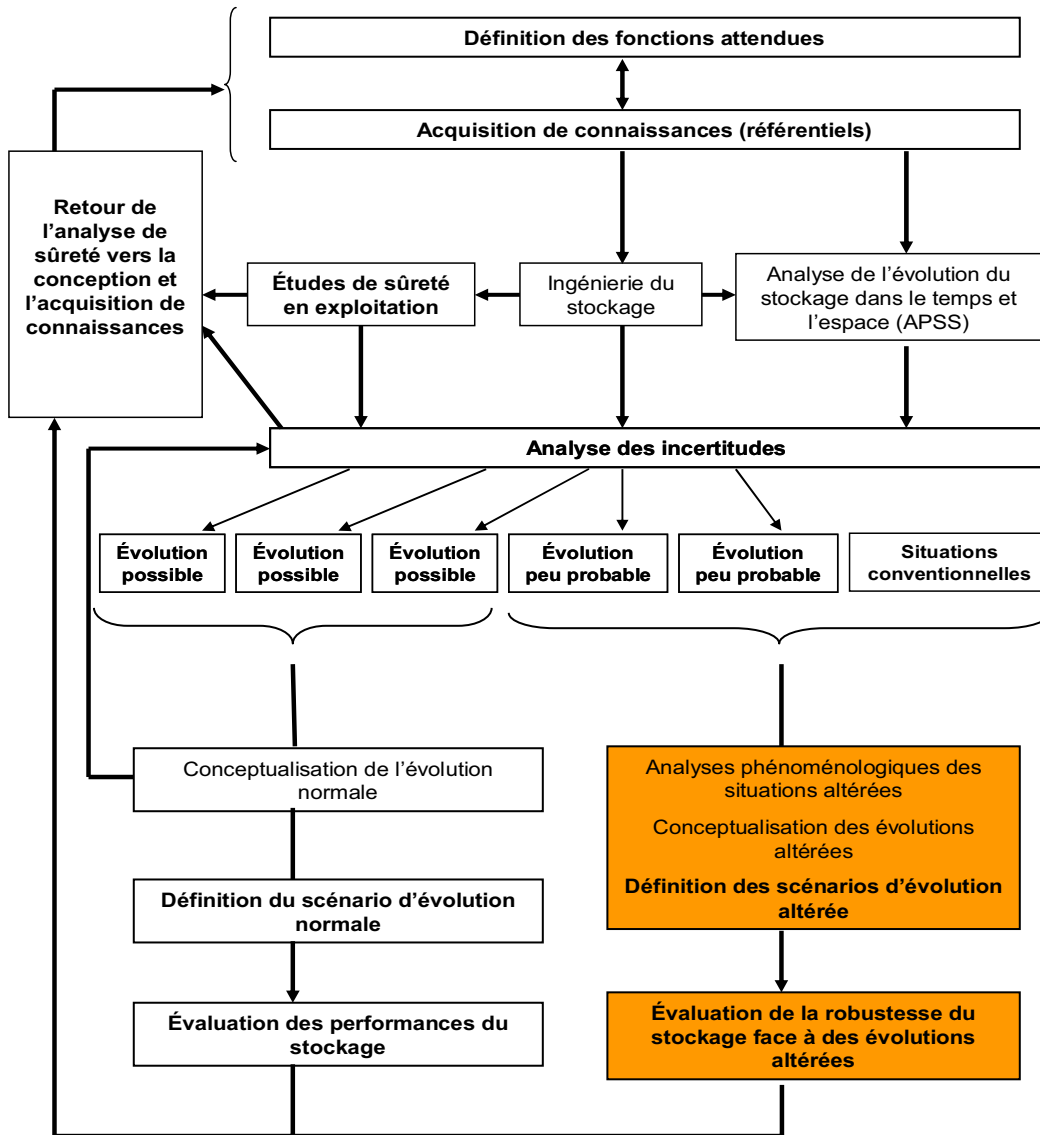 Définition des fonctions attendues
Acquisition de connaissances (référentiels)
Retour de
l’analyse de
sûreté vers la
conception et
l’acquisition de
connaissances
Études de sûreté
en exploitation
Ingénierie du
stockage
Analyse de l’évolution du
stockage dans le temps et
l’espace (APSS)
Analyse des incertitudes
Évolution
possible
Évolution
possible
Évolution
possible
Évolution
peu probable
Évolution
peu probable
Situations
conventionnelles
Conceptualisation de l’évolution
normale
Analyses phénoménologiques des
situations altérées
Conceptualisation des évolutions
altérées
Définition des scénarios d’évolution
altérée
Définition du scénario d’évolution
normale
Évaluation des performances du
stockage
Évaluation de la robustesse du
stockage face à des évolutions
altérées